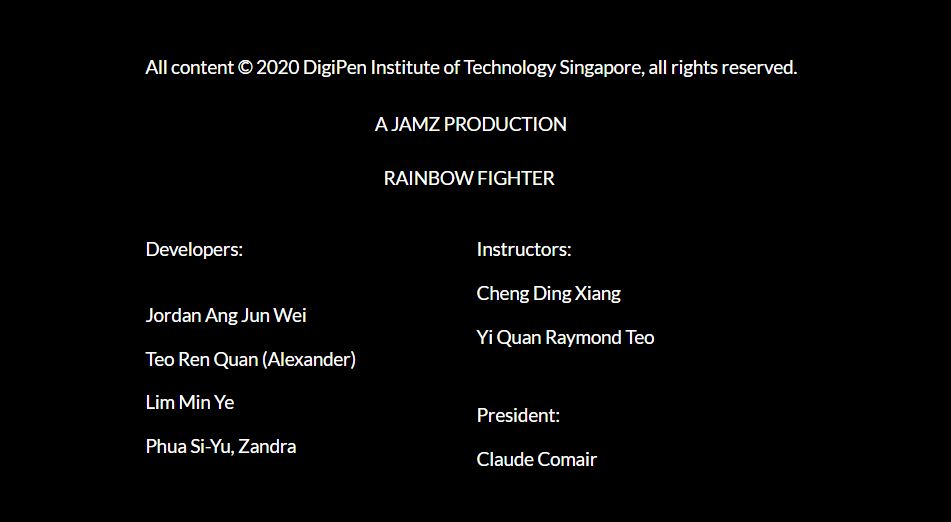 All content © 2020 DigiPen Institute of Technology Singapore, all rights reserved.
A JAMZ PRODUCTION
RAINBOW FIGHTER
Developers:
Jordan Ang Jun Wei
Teo Ren Quan (Alexander)
Lim Min Ye
Phua Si-Yu, Zandra
Instructors:
Cheng Ding Xiang
Yi Quan Raymond Teo
President:
Claude Comair